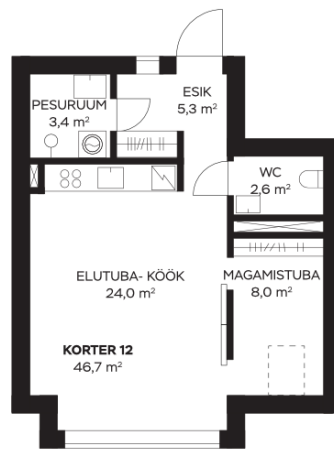 ESIK
5,3 m²
PESURUUM
3,4 m²
WC
2,6 m²
ELUTUBA- KÖÖK
24,0 m²
MAGAMISTUBA
8,0 m²
KORTER 12
46,7 m²